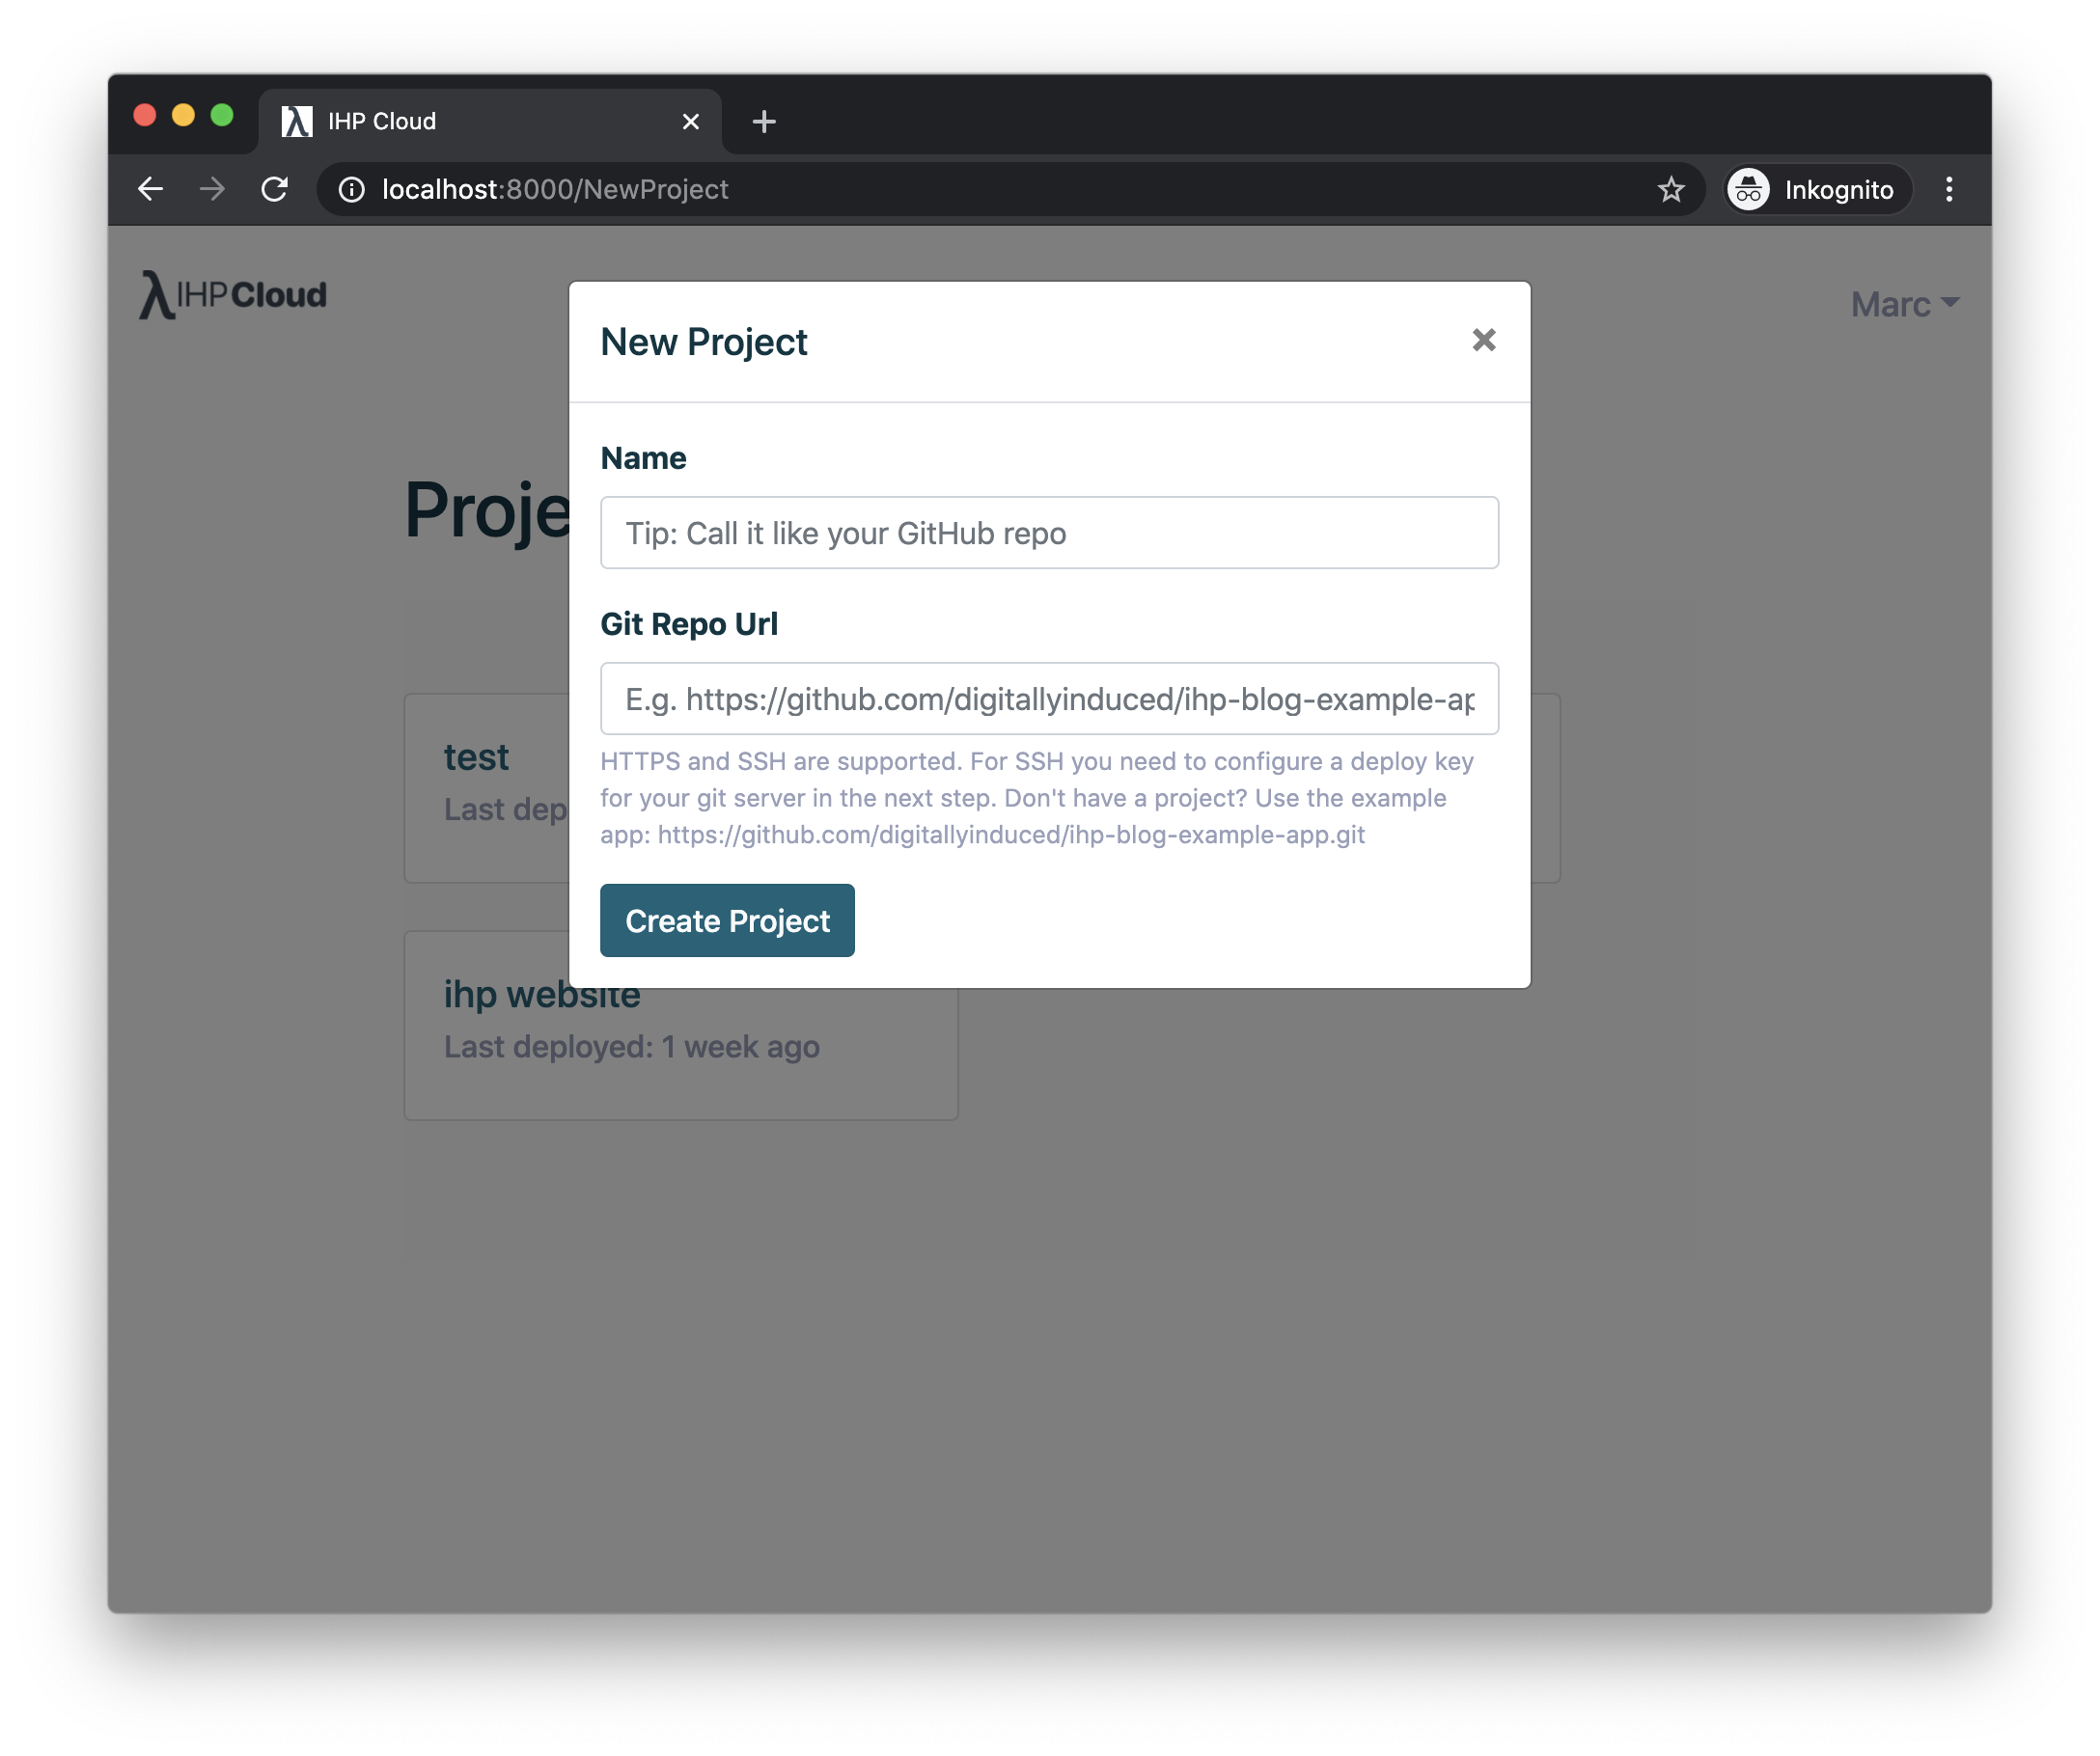 IHP Cloud
localhost:8000/NewProject
Inkognito
IHPCloud
Marc
New Project
Name
Tip: Call it like your GitHub repo
Git Repo Url
E.g. https://github.com/digitallyinduced/ihp-blog-example-ap
HTTPS and SSH are supported. For SSH you need to configure a deploy key
for your git server in the next step. Don't have a project? Use the example
app: https://github.com/digitallyinduced/ihp-blog-example-app.git
Create Project
Proje
test
Last dep
ihp website
Last deployed: 1 week ago